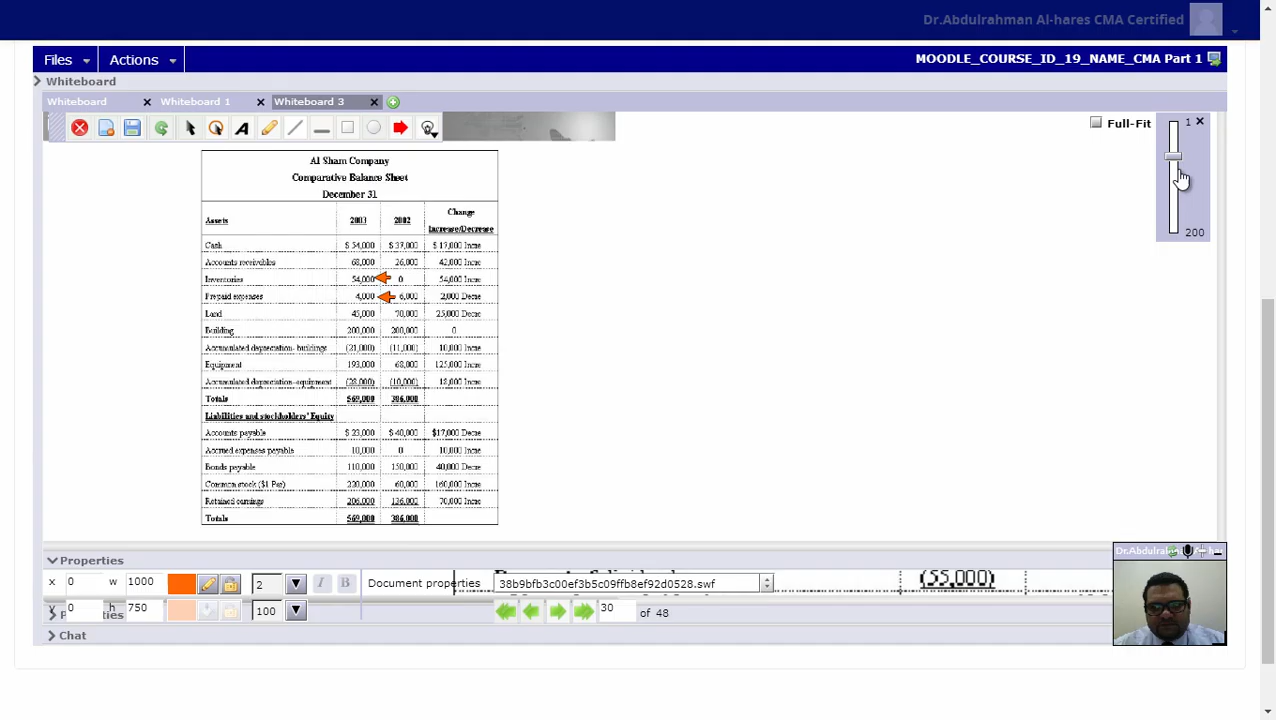 Dr.Abdulrahman Al-hares CMA Certified
Files Actions MOODLE_COURSE_ID_19_NAME_CMA Part 1
Whiteboard
Whiteboard Whiteboard 1 Whiteboard 3
A Full-Fit 1
200
Al Sham Company
Comparative Balance Sheet
December 31
Assets 2003 2002 Change Increase/Decrease
Cash $ 54,000 $ 37,000 $ 17,000 Incre
Accounts receivables 68,000 26,000 42,000 Incre
Inventories 54,000 0 54,000 Incre
Prepaid expenses 4,000 6,000 2,000 Decre
Land 45,000 70,000 25,000 Decre
Building 200,000 200,000 0
Accumulated depreciation- buildings (21,000) (11,000) 10,000 Incre
Equipment 193,000 68,000 125,000 Incre
Accumulated depreciation-equipment (28,000) (10,000) 18,000 Incre
Totals 569,000 386,000
Liabilities and stockholders' Equity
Accounts payable $ 23,000 $ 40,000 $17,000 Decre
Accrued expenses payable 10,000 0 10,000 Incre
Bonds payable 110,000 150,000 40,000 Decre
Common stock ($1 Par) 220,000 60,000 160,000 Incre
Retained earnings 206,000 136,000 70,000 Incre
Totals 569,000 386,000
Properties
x 0 w 1000 2 I B Document properties 38b9bfb3c00ef3b5c09ffb8ef92d0528.swf (55,000)
y 0 h 750 100 30 of 48
Chat